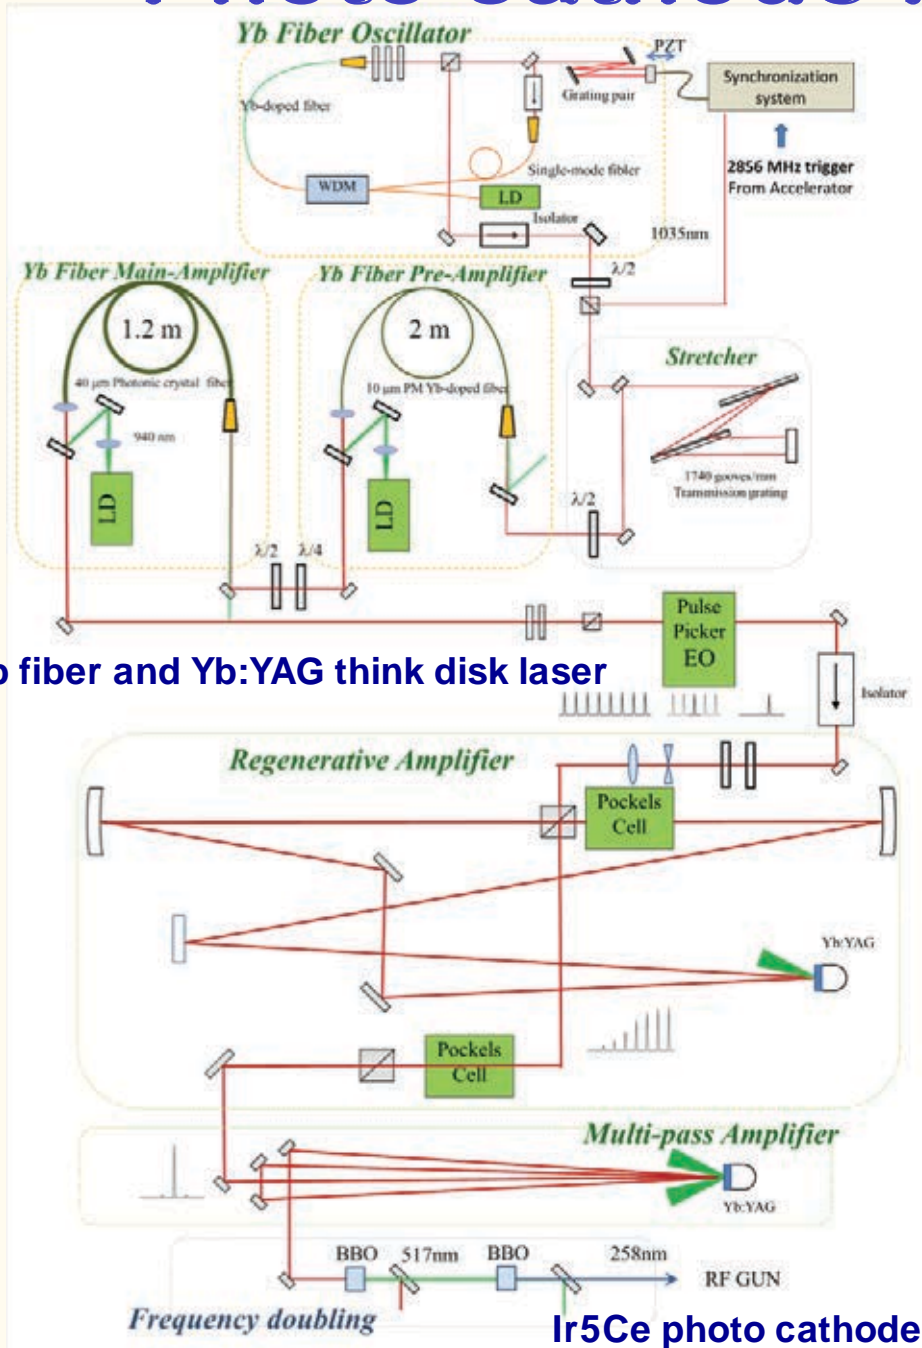 Yb Fiber Oscillator
PZT
Synchronization
system
Yb-doped fiber
Grating pair
2856 MHz trigger
From Accelerator
Single-mode fibler
WDM
LD
Isolator
1035nm
Yb Fiber Main-Amplifier
Yb Fiber Pre-Amplifier
λ/2
1.2 m
2 m
Stretcher
40 μm Photonic crystal fiber
10 μm PM Yb-doped fiber
940 nm
1740 gooves/mm
Transmission grating
LD
LD
λ/2
λ/2
λ/4
Pulse
Picker
EO
fiber and Yb:YAG think disk laser
Isolator
Regenerative Amplifier
Pockels
Cell
Yb:YAG
Pockels
Cell
Multi-pass Amplifier
Yb:YAG
BBO
517nm
BBO
258nm
RF GUN
Frequency doubling
Ir5Ce photo cathode